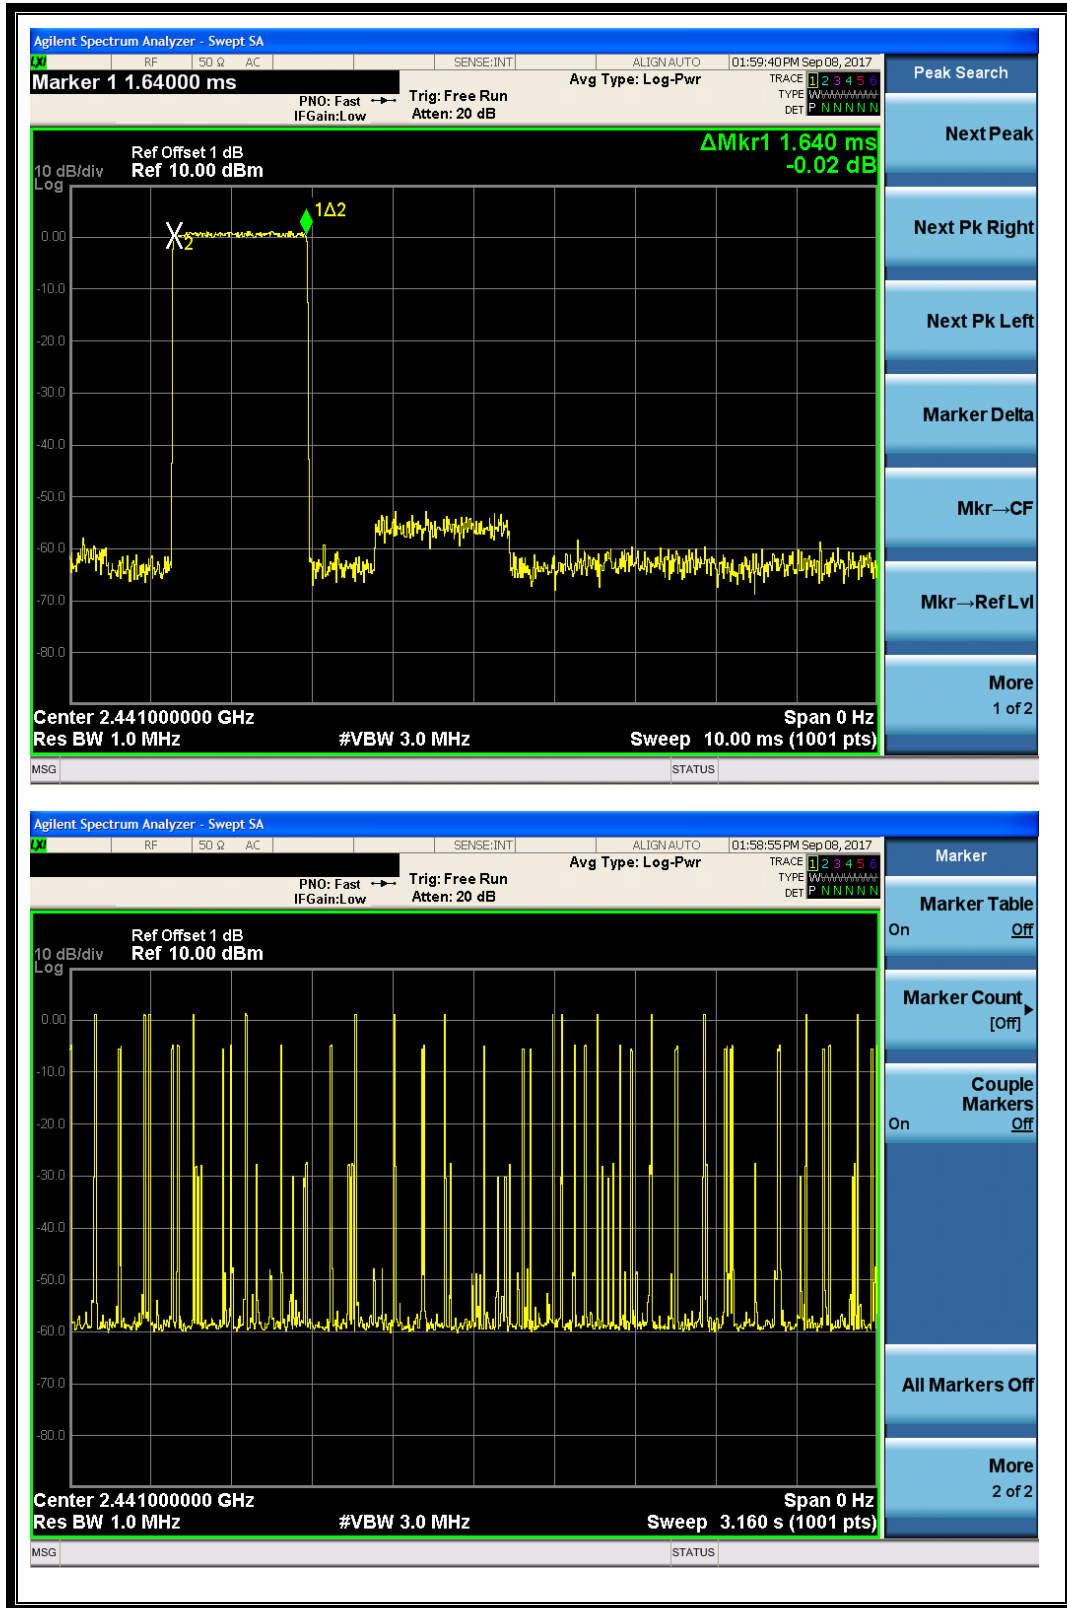 Agilent Spectrum Analyzer - Swept SA
LXI RF 50 Ω AC SENSE:INT ALIGN AUTO 01:59:40 PM Sep 08, 2017
Marker 1 1.64000 ms
PNO: Fast
IFGain:Low
Trig: Free Run
Atten: 20 dB
Avg Type: Log-Pwr
TRACE 1 2 3 4 5 6
TYPE
DET P N N N N N
Peak Search
Next Peak
Next Pk Right
Next Pk Left
Marker Delta
Mkr→CF
Mkr→Ref Lvl
More
1 of 2
ΔMkr1 1.640 ms
-0.02 dB
Ref Offset 1 dB
10 dB/div Ref 10.00 dBm
Log
1Δ2
X2
0.00
-10.0
-20.0
-30.0
-40.0
-50.0
-60.0
-70.0
-80.0
Center 2.441000000 GHz Span 0 Hz
Res BW 1.0 MHz #VBW 3.0 MHz Sweep 10.00 ms (1001 pts)
MSG STATUS
Agilent Spectrum Analyzer - Swept SA
LXI RF 50 Ω AC SENSE:INT ALIGN AUTO 01:58:55 PM Sep 08, 2017
PNO: Fast
IFGain:Low
Trig: Free Run
Atten: 20 dB
Avg Type: Log-Pwr
TRACE 1 2 3 4 5 6
TYPE
DET P N N N N N
Marker
Marker Table
On Off
Marker Count
[Off]
Couple
Markers
On Off
All Markers Off
More
2 of 2
Ref Offset 1 dB
10 dB/div Ref 10.00 dBm
Log
0.00
-10.0
-20.0
-30.0
-40.0
-50.0
-60.0
-70.0
-80.0
Center 2.441000000 GHz Span 0 Hz
Res BW 1.0 MHz #VBW 3.0 MHz Sweep 3.160 s (1001 pts)
MSG STATUS